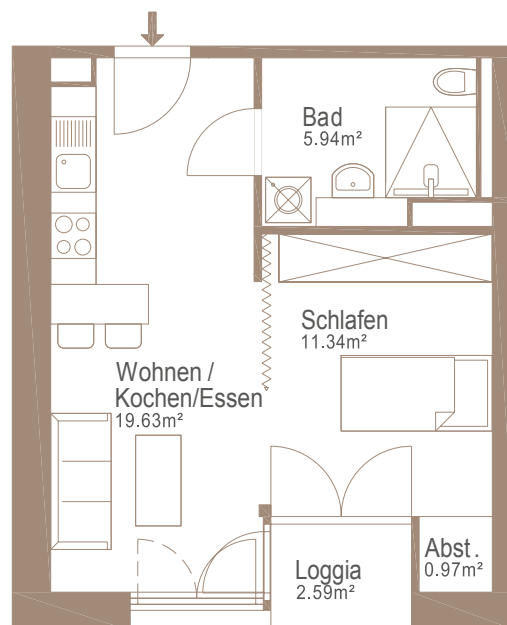 Bad
5.94m²
Schlafen
11.34m²
Wohnen /
Kochen/Essen
19.63m²
Abst.
0.97m²
Loggia
2.59m²